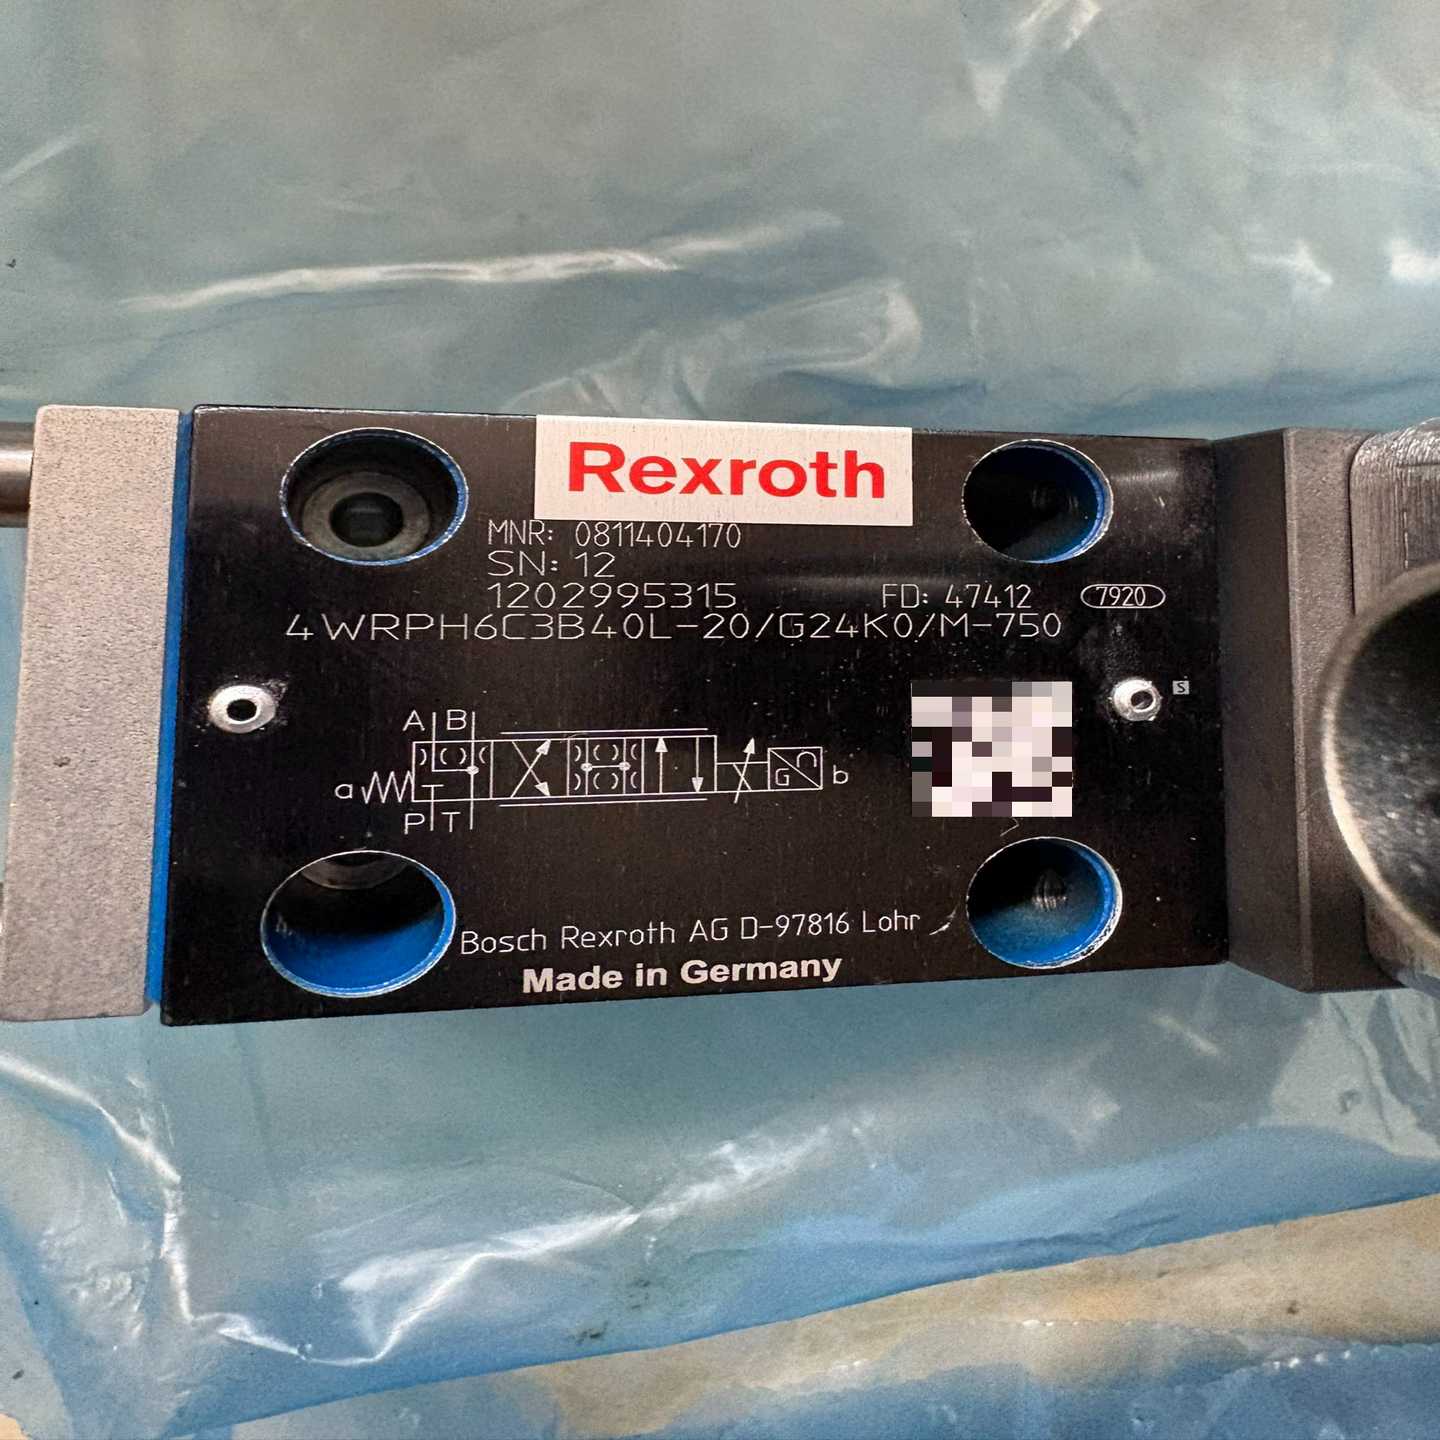 Rexroth
MNR: 0811404170
SN: 12
1202995315 FD: 47412 7920
4WRPH6C3B40L-20/G24K0/M-750
S
A B
a b
G U
P T
Bosch Rexroth AG D-97816 Lohr
Made in Germany